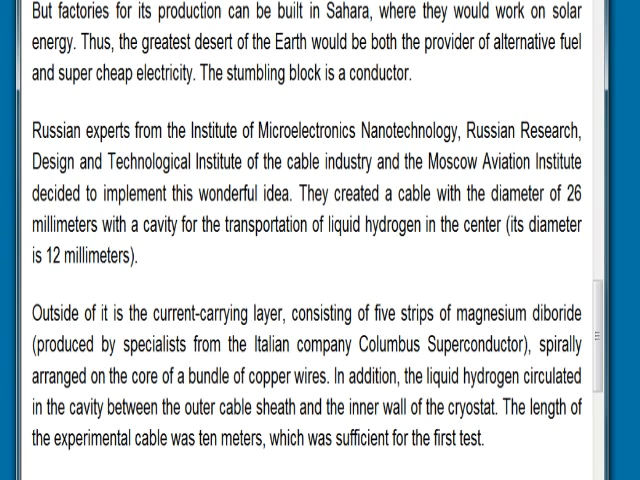 But factories for its production can be built in Sahara, where they would work on solar
energy. Thus, the greatest desert of the Earth would be both the provider of alternative fuel
and super cheap electricity. The stumbling block is a conductor.
Russian experts from the Institute of Microelectronics Nanotechnology, Russian Research,
Design and Technological Institute of the cable industry and the Moscow Aviation Institute
decided to implement this wonderful idea. They created a cable with the diameter of 26
millimeters with a cavity for the transportation of liquid hydrogen in the center (its diameter
is 12 millimeters).
Outside of it is the current-carrying layer, consisting of five strips of magnesium diboride
(produced by specialists from the Italian company Columbus Superconductor), spirally
arranged on the core of a bundle of copper wires. In addition, the liquid hydrogen circulated
in the cavity between the outer cable sheath and the inner wall of the cryostat. The length of
the experimental cable was ten meters, which was sufficient for the first test.